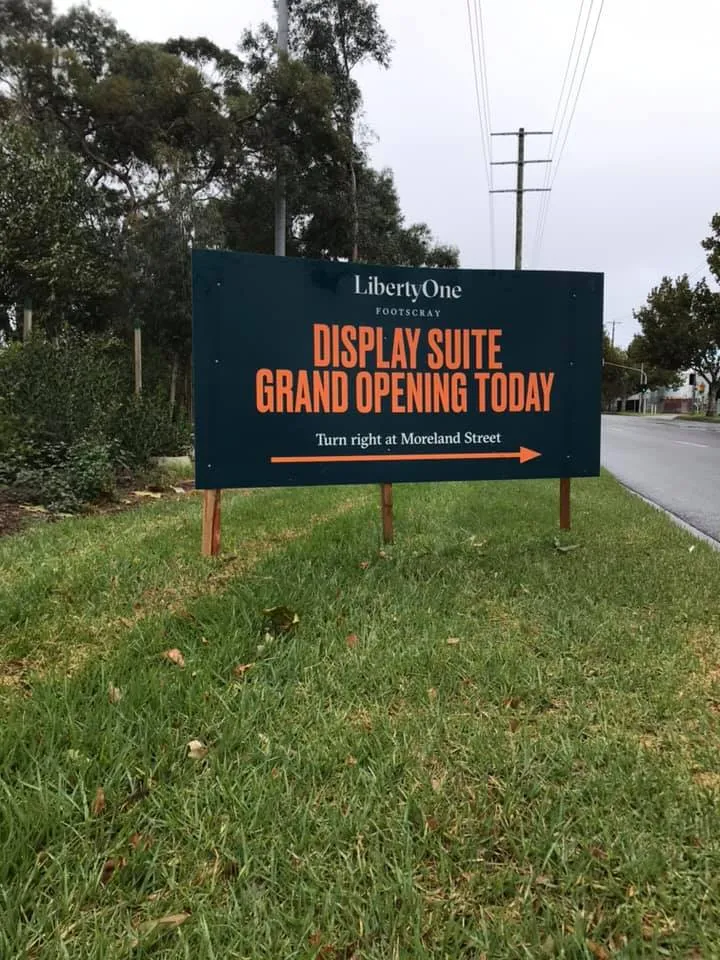 LibertyOne
FOOTSCRAY
DISPLAY SUITE
GRAND OPENING TODAY
Turn right at Moreland Street